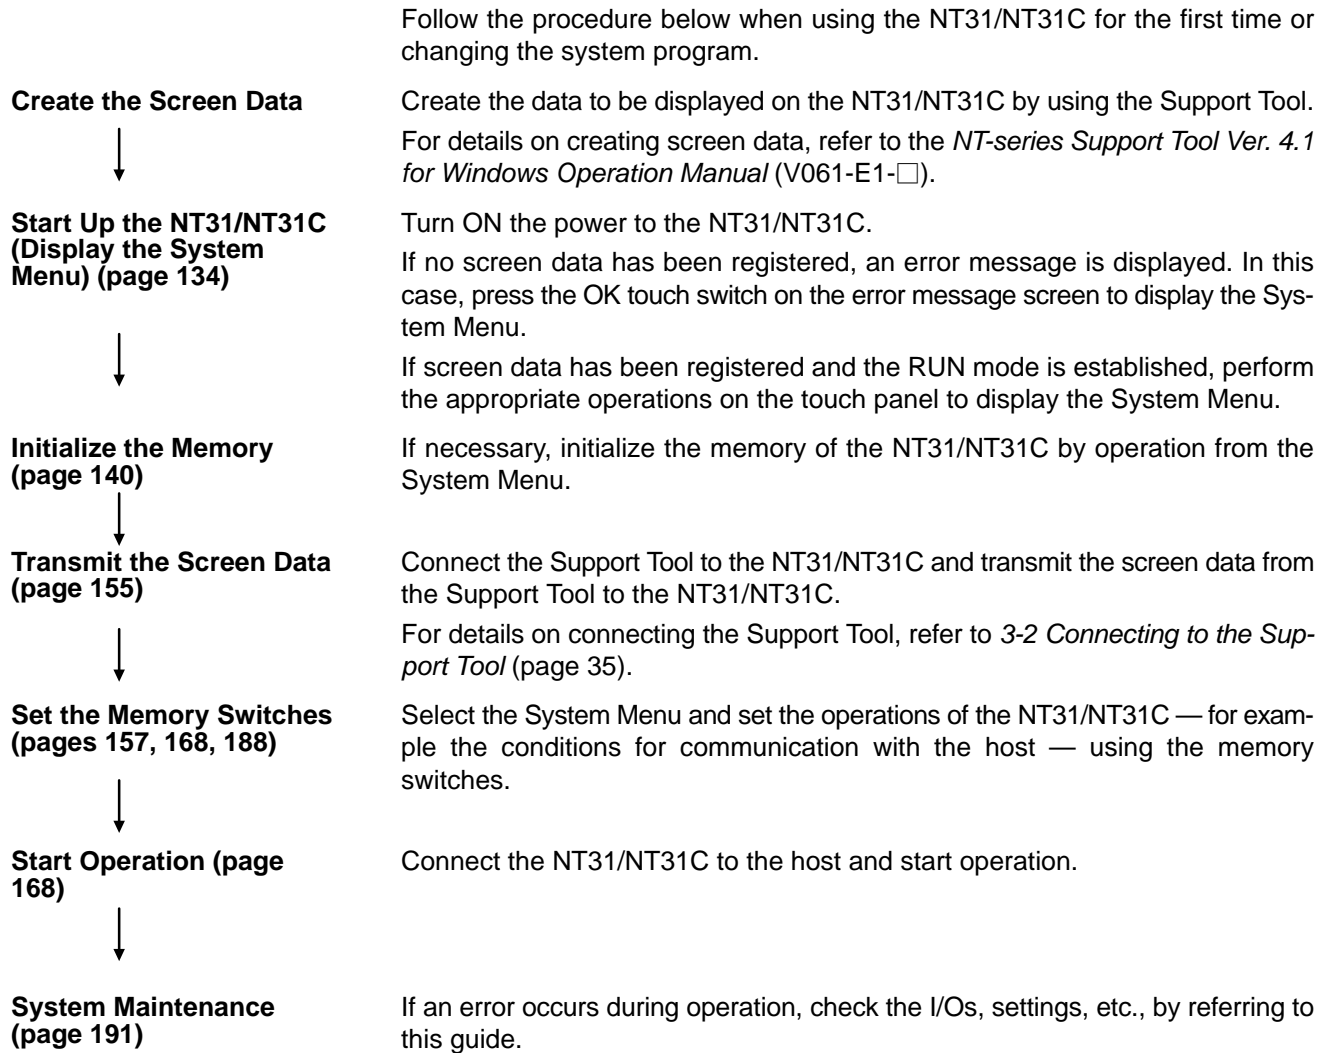 Follow the procedure below when using the NT31/NT31C for the first time or
changing the system program.
Create the Screen Data
Create the data to be displayed on the NT31/NT31C by using the Support Tool.
For details on creating screen data, refer to the NT-series Support Tool Ver. 4.1
for Windows Operation Manual (V061-E1-□).
Start Up the NT31/NT31C
(Display the System
Menu) (page 134)
Turn ON the power to the NT31/NT31C.
If no screen data has been registered, an error message is displayed. In this
case, press the OK touch switch on the error message screen to display the Sys-
tem Menu.
If screen data has been registered and the RUN mode is established, perform
the appropriate operations on the touch panel to display the System Menu.
Initialize the Memory
(page 140)
If necessary, initialize the memory of the NT31/NT31C by operation from the
System Menu.
Transmit the Screen Data
(page 155)
Connect the Support Tool to the NT31/NT31C and transmit the screen data from
the Support Tool to the NT31/NT31C.
For details on connecting the Support Tool, refer to 3-2 Connecting to the Sup-
port Tool (page 35).
Set the Memory Switches
(pages 157, 168, 188)
Select the System Menu and set the operations of the NT31/NT31C — for exam-
ple the conditions for communication with the host — using the memory
switches.
Start Operation (page
168)
Connect the NT31/NT31C to the host and start operation.
System Maintenance
(page 191)
If an error occurs during operation, check the I/Os, settings, etc., by referring to
this guide.